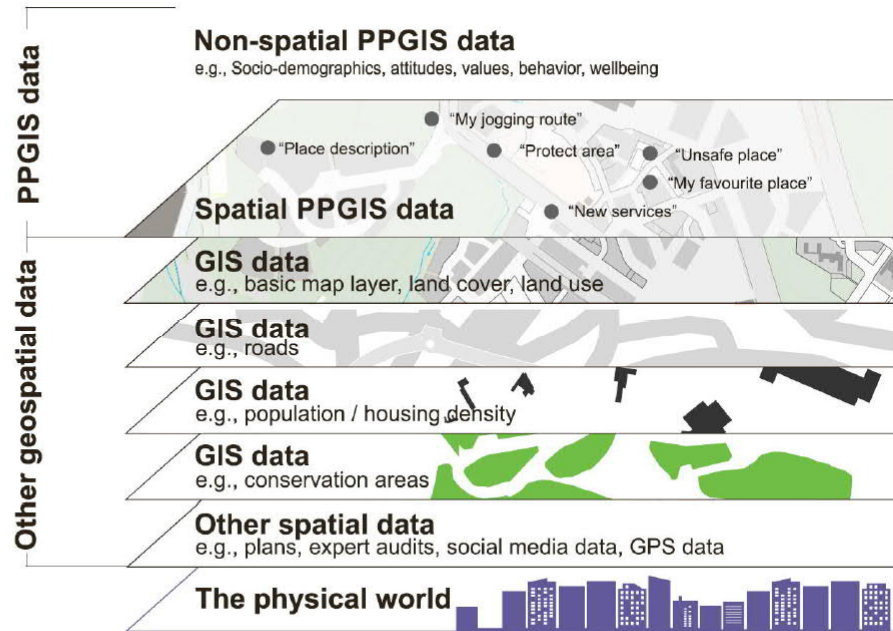 PPGIS data
Non-spatial PPGIS data
e.g., Socio-demographics, attitudes, values, behavior, wellbeing
"My jogging route"
"Place description"
"Protect area"
"Unsafe place"
"My favourite place"
"New services"
Spatial PPGIS data
Other geospatial data
GIS data
e.g., basic map layer, land cover, land use
GIS data
e.g., roads
GIS data
e.g., population / housing density
GIS data
e.g., conservation areas
Other spatial data
e.g., plans, expert audits, social media data, GPS data
The physical world